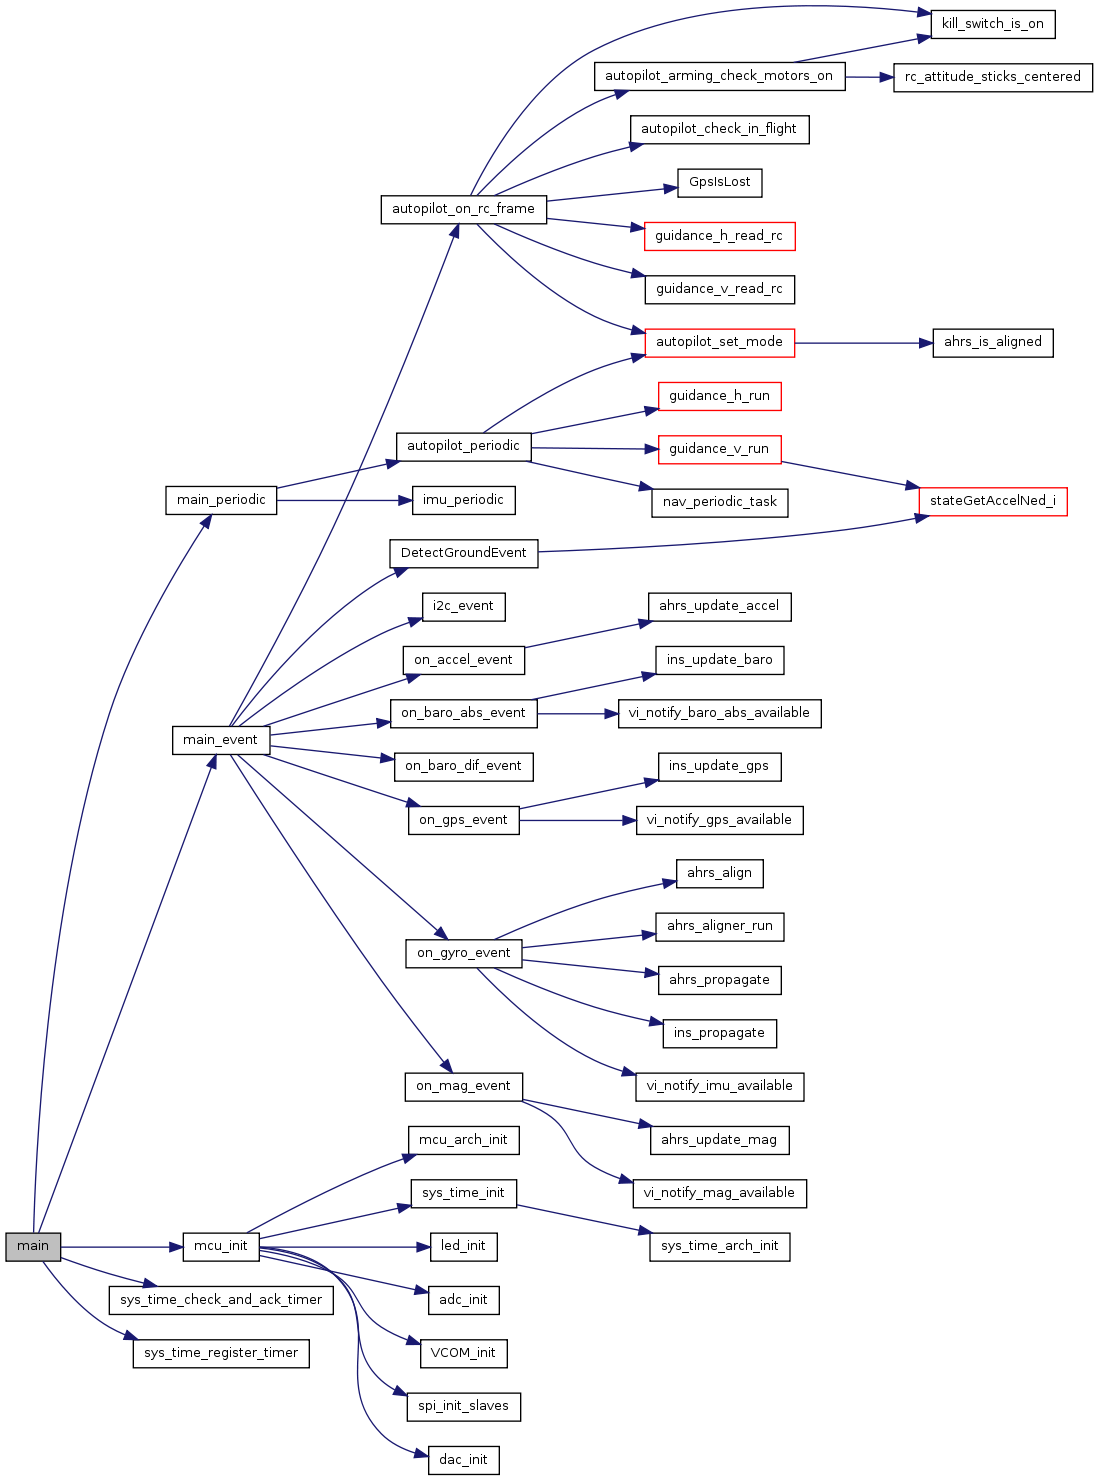 kill_switch_is_on
autopilot_arming_check_motors_on
rc_attitude_sticks_centered
autopilot_check_in_flight
GpsIsLost
autopilot_on_rc_frame
guidance_h_read_rc
guidance_v_read_rc
autopilot_set_mode
ahrs_is_aligned
guidance_h_run
autopilot_periodic
guidance_v_run
main_periodic
imu_periodic
nav_periodic_task
stateGetAccelNed_i
DetectGroundEvent
i2c_event
ahrs_update_accel
on_accel_event
ins_update_baro
on_baro_abs_event
vi_notify_baro_abs_available
main_event
on_baro_dif_event
ins_update_gps
on_gps_event
vi_notify_gps_available
ahrs_align
ahrs_aligner_run
on_gyro_event
ahrs_propagate
ins_propagate
on_mag_event
vi_notify_imu_available
mcu_arch_init
ahrs_update_mag
sys_time_init
vi_notify_mag_available
main
mcu_init
led_init
sys_time_arch_init
sys_time_check_and_ack_timer
adc_init
sys_time_register_timer
VCOM_init
spi_init_slaves
dac_init